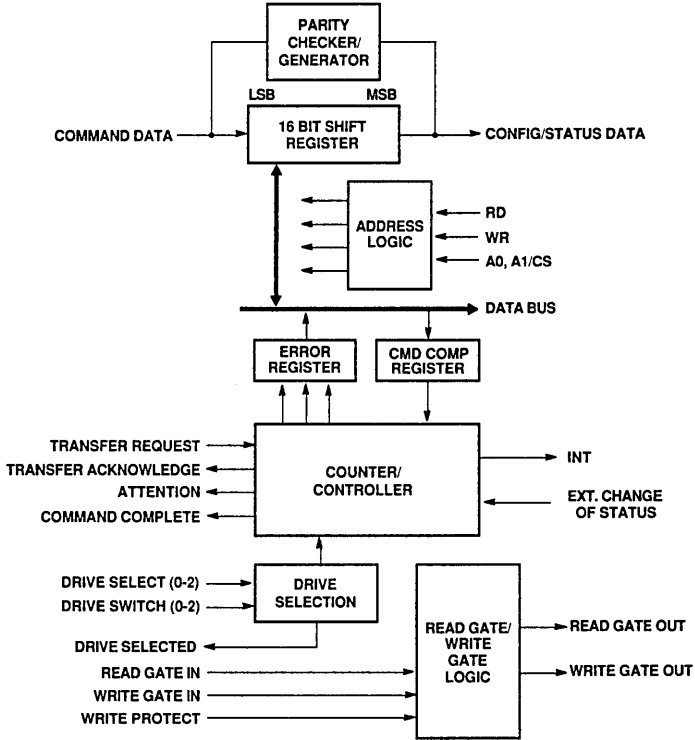 PARITY
CHECKER/
GENERATOR
LSB MSB
COMMAND DATA
16 BIT SHIFT
REGISTER
CONFIG/STATUS DATA
ADDRESS
LOGIC
RD
WR
A0, A1/CS
DATA BUS
ERROR
REGISTER
CMD COMP
REGISTER
TRANSFER REQUEST
TRANSFER ACKNOWLEDGE
ATTENTION
COMMAND COMPLETE
COUNTER/
CONTROLLER
INT
EXT. CHANGE
OF STATUS
DRIVE SELECT (0-2)
DRIVE SWITCH (0-2)
DRIVE
SELECTION
DRIVE SELECTED
READ GATE IN
WRITE GATE IN
WRITE PROTECT
READ GATE/
WRITE
GATE
LOGIC
READ GATE OUT
WRITE GATE OUT